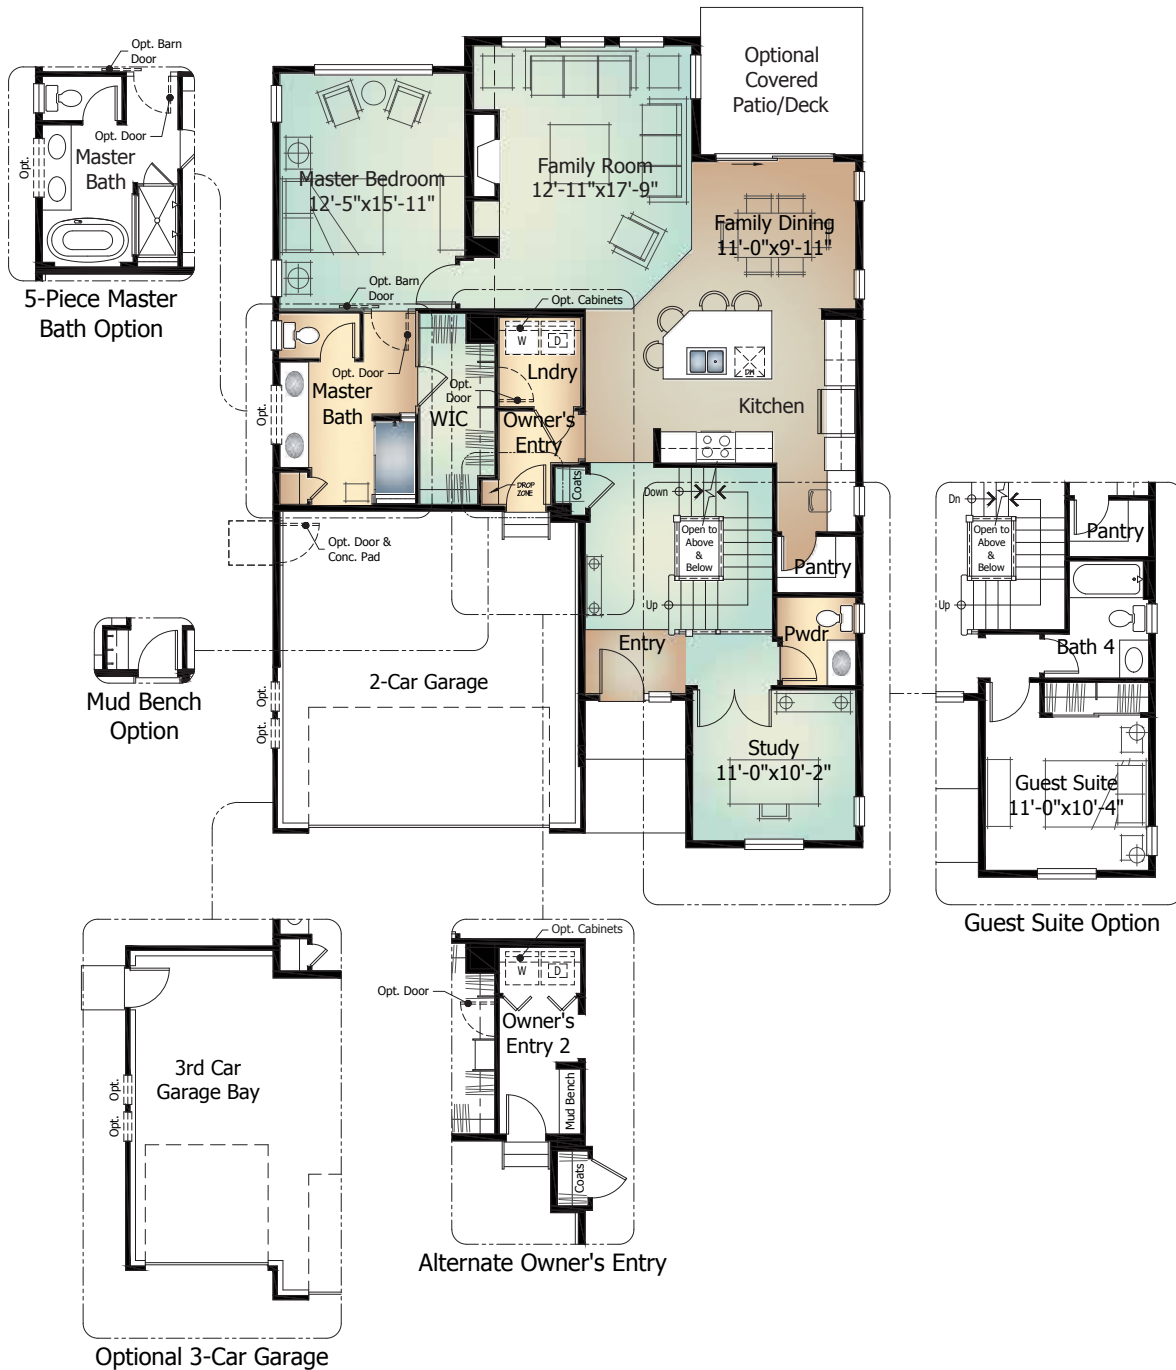 Opt. Barn
Door
Opt. Door
Master
Bath
Opt.
5-Piece Master
Bath Option
Optional
Covered
Patio/Deck
Master Bedroom
12'-5"x15'-11"
Family Room
12'-11"x17'-9"
Family Dining
11'-0"x9'-11"
Opt. Barn
Door
Opt. Cabinets
W
D
Lndry
Opt. Door
Master
Bath
Opt.
Opt.
Door
WIC
Owner's
Entry
DROP
ZONE
Coats
DW
Kitchen
Down
Open to
Above
&
Below
Up
Pantry
Pwdr
Entry
Opt. Door &
Conc. Pad
2-Car Garage
Opt.
Opt.
Mud Bench
Option
Study
11'-0"x10'-2"
Dn
Open to
Above
&
Below
Up
Pantry
Bath 4
Guest Suite
11'-0"x10'-4"
Guest Suite Option
3rd Car
Garage Bay
Opt.
Opt.
Optional 3-Car Garage
Opt. Cabinets
W
D
Opt. Door
Owner's
Entry 2
Mud Bench
Coats
Alternate Owner's Entry